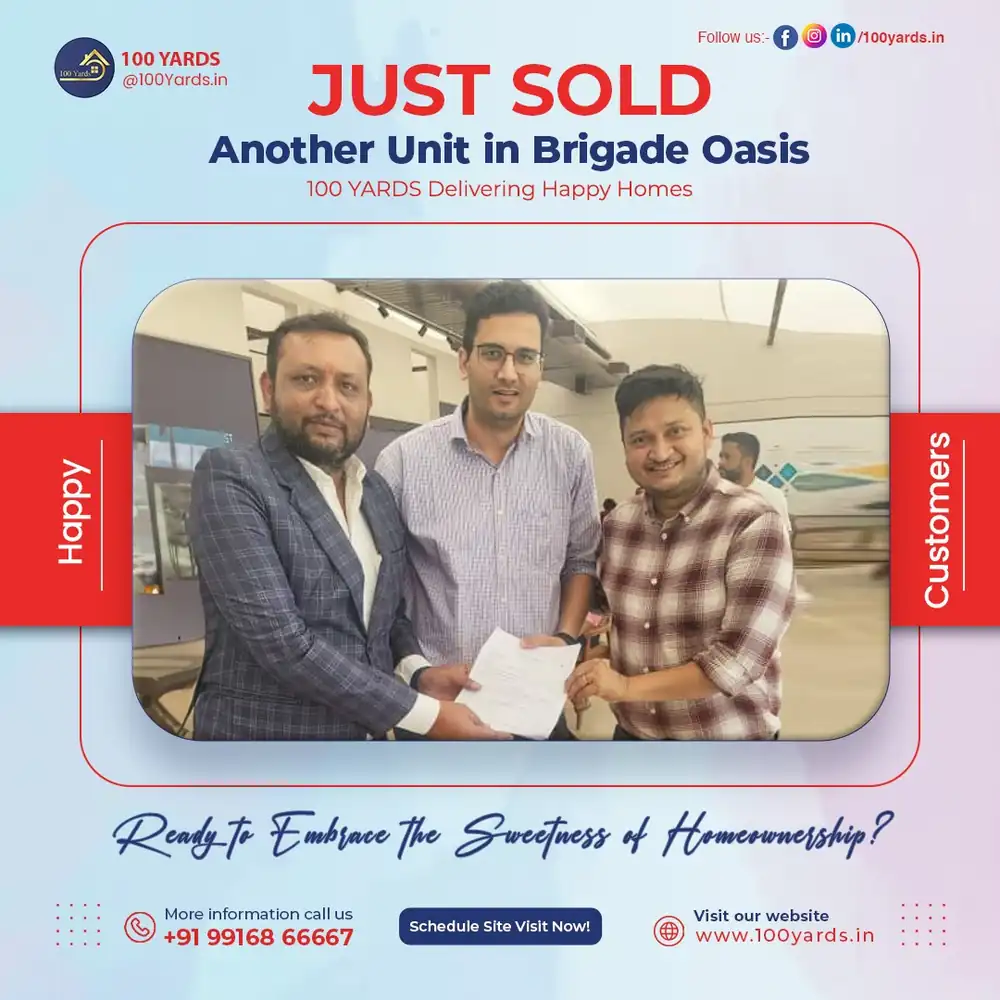 100 Yards
100 YARDS
@100Yards.in
Follow us:- /100yards.in
JUST SOLD
Another Unit in Brigade Oasis
100 YARDS Delivering Happy Homes
Happy
Customers
Ready to Embrace the Sweetness of Homeownership?
More information call us
+91 99168 66667
Schedule Site Visit Now!
Visit our website
www.100yards.in